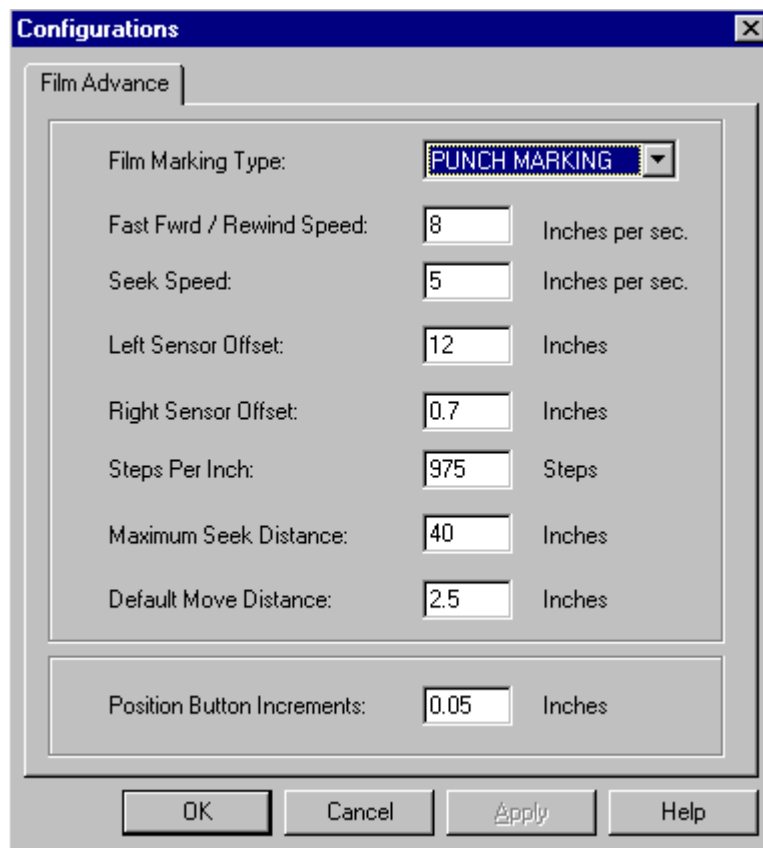 Configurations
Film Advance
Film Marking Type: PUNCH MARKING
Fast Fwrd / Rewind Speed: 8 Inches per sec.
Seek Speed: 5 Inches per sec.
Left Sensor Offset: 12 Inches
Right Sensor Offset: 0.7 Inches
Steps Per Inch: 975 Steps
Maximum Seek Distance: 40 Inches
Default Move Distance: 2.5 Inches
Position Button Increments: 0.05 Inches
OK Cancel Apply Help